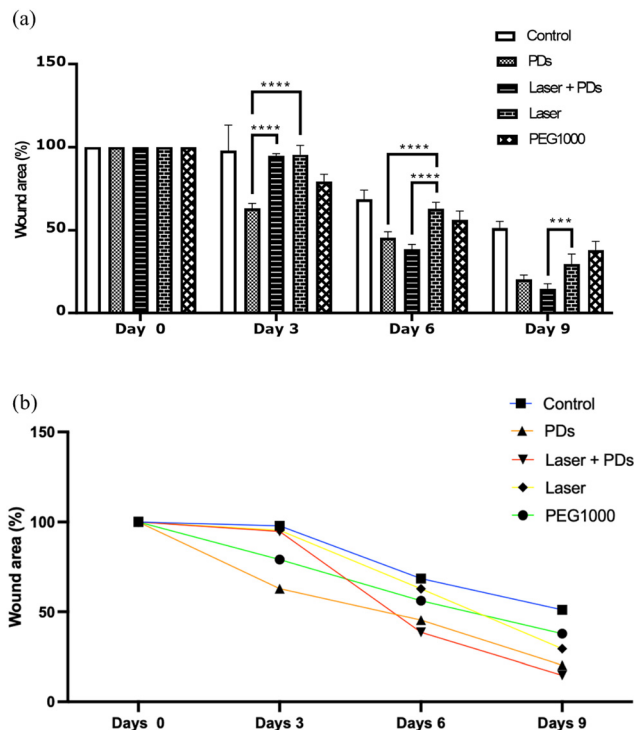 (a)
Control
PDs
Laser + PDs
Laser
PEG1000
Wound area (%)
150
100
50
0
****
****
****
****
***
Day 0 Day 3 Day 6 Day 9
(b)
Control
PDs
Laser + PDs
Laser
PEG1000
Wound area (%)
150
100
50
0
Days 0 Days 3 Days 6 Days 9